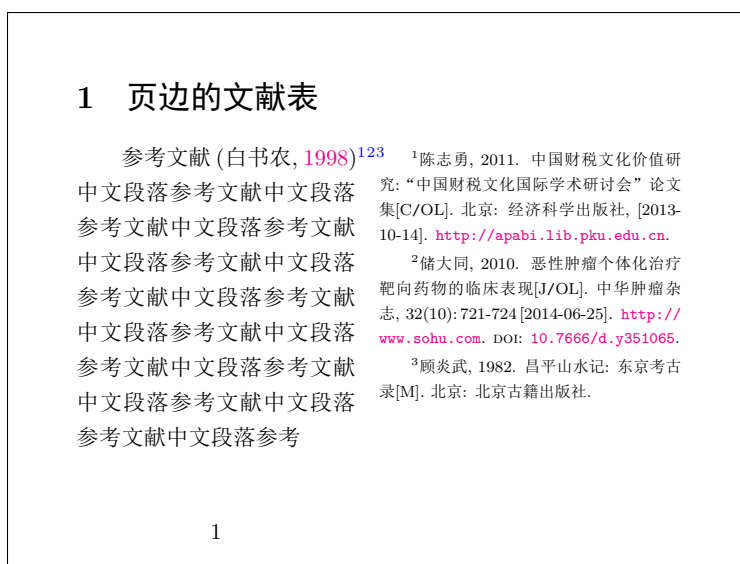 1 页边的文献表
参考文献 (白书农, 1998)¹²³
中文段落参考文献中文段落
参考文献中文段落参考文献
中文段落参考文献中文段落
参考文献中文段落参考文献
中文段落参考文献中文段落
参考文献中文段落参考文献
中文段落参考文献中文段落
参考文献中文段落参考
¹陈志勇, 2011. 中国财税文化价值研
究: “中国财税文化国际学术研讨会” 论文
集[C/OL]. 北京: 经济科学出版社, [2013-
10-14]. http://apabi.lib.pku.edu.cn.
²储大同, 2010. 恶性肿瘤个体化治疗
靶向药物的临床表现[J/OL]. 中华肿瘤杂
志, 32(10): 721-724 [2014-06-25]. http://
www.sohu.com. DOI: 10.7666/d.y351065.
³顾炎武, 1982. 昌平山水记: 东京考古
录[M]. 北京: 北京古籍出版社.
1